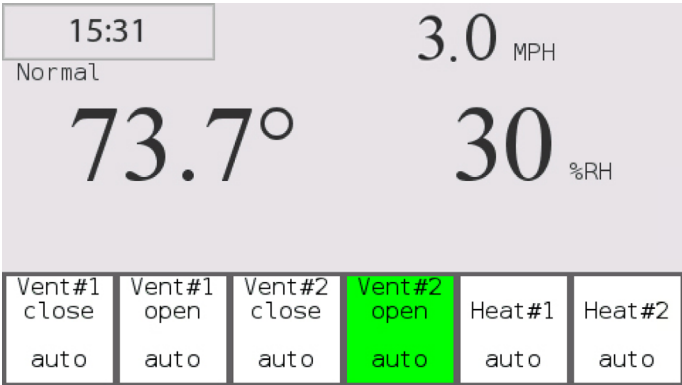 15:31
3.0 MPH
Normal
73.7°
30 %RH
Vent#1 Vent#1 Vent#2 Vent#2
close open close open Heat#1 Heat#2
auto auto auto auto auto auto